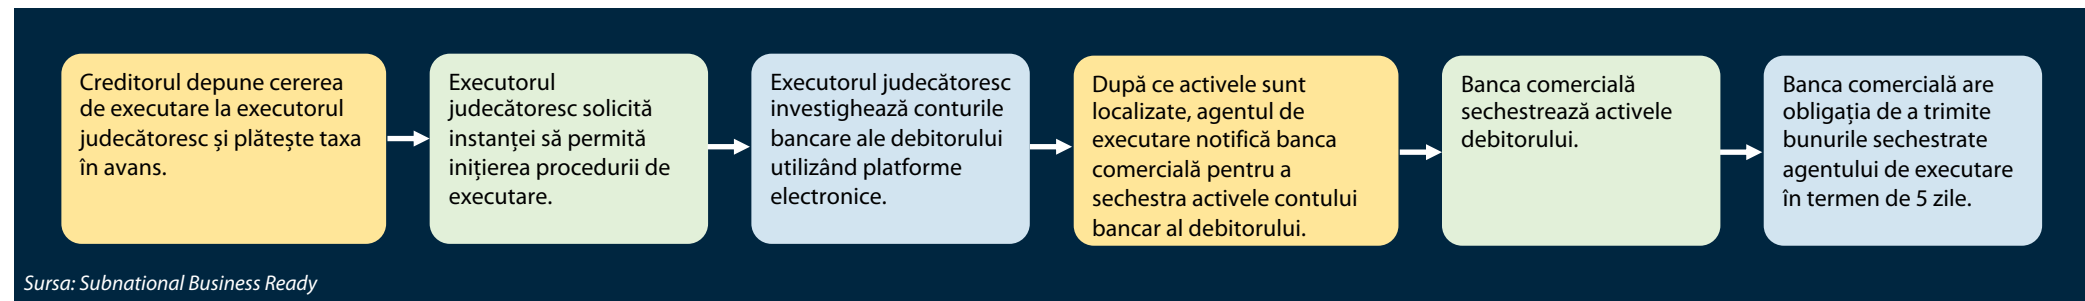 Creditorul depune cererea
de executare la executorul
judecătoresc și plătește taxa
în avans.
Executorul
judecătoresc solicită
instanței să permită
inițierea procedurii de
executare.
Executorul judecătoresc
investighează conturile
bancare ale debitorului
utilizând platforme
electronice.
După ce activele sunt
localizate, agentul de
executare notifică banca
comercială pentru a
sechestra activele contului
bancar al debitorului.
Banca comercială
sechestrează activele
debitorului.
Banca comercială are
obligația de a trimite
bunurile sechestrate
agentului de executare
în termen de 5 zile.
Sursa: Subnational Business Ready